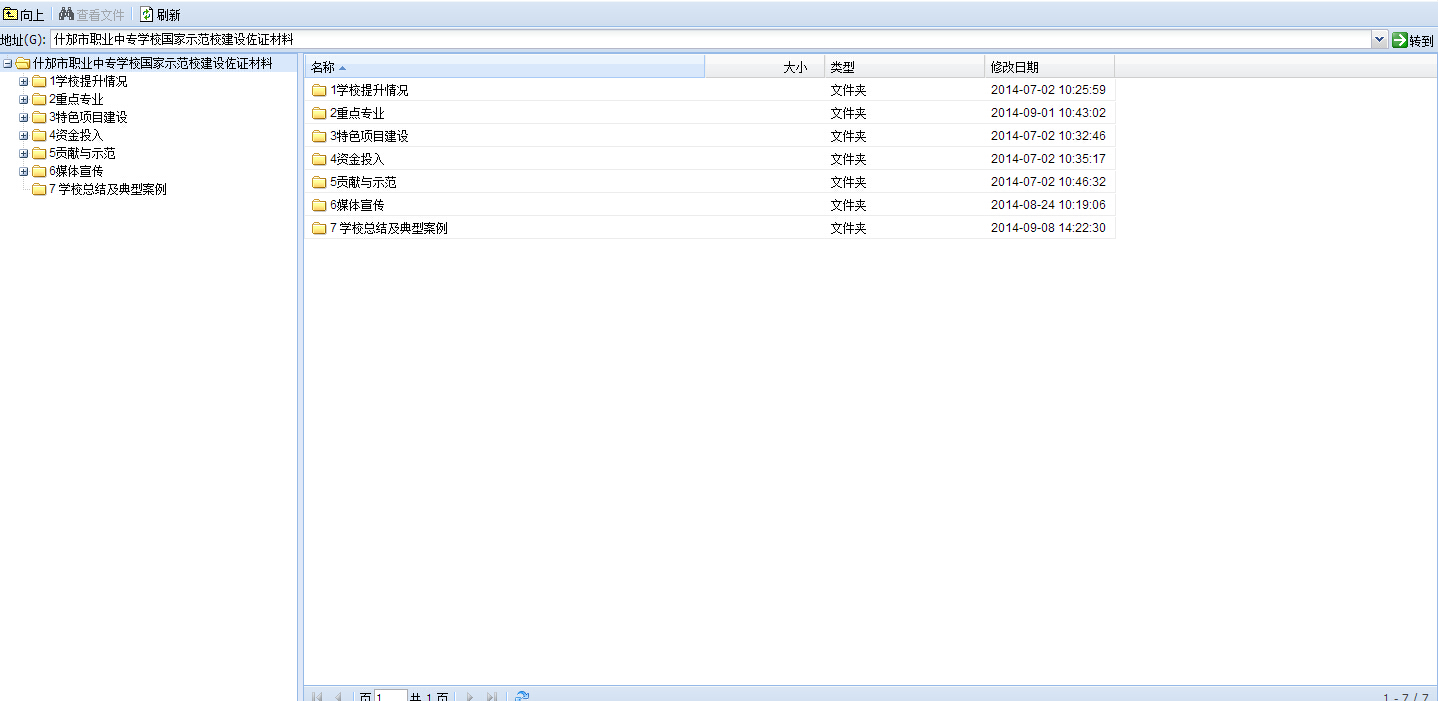 向上 查看文件 刷新
地址(G): 什邡市职业中专学校国家示范校建设佐证材料 转到
什邡市职业中专学校国家示范校建设佐证材料
1学校提升情况
2重点专业
3特色项目建设
4资金投入
5贡献与示范
6媒体宣传
7 学校总结及典型案例
名称 大小 类型 修改日期
1学校提升情况 文件夹 2014-07-02 10:25:59
2重点专业 文件夹 2014-09-01 10:43:02
3特色项目建设 文件夹 2014-07-02 10:32:46
4资金投入 文件夹 2014-07-02 10:35:17
5贡献与示范 文件夹 2014-07-02 10:46:32
6媒体宣传 文件夹 2014-08-24 10:19:06
7 学校总结及典型案例 文件夹 2014-09-08 14:22:30
页 1 共 1 页 1 - 7 / 7